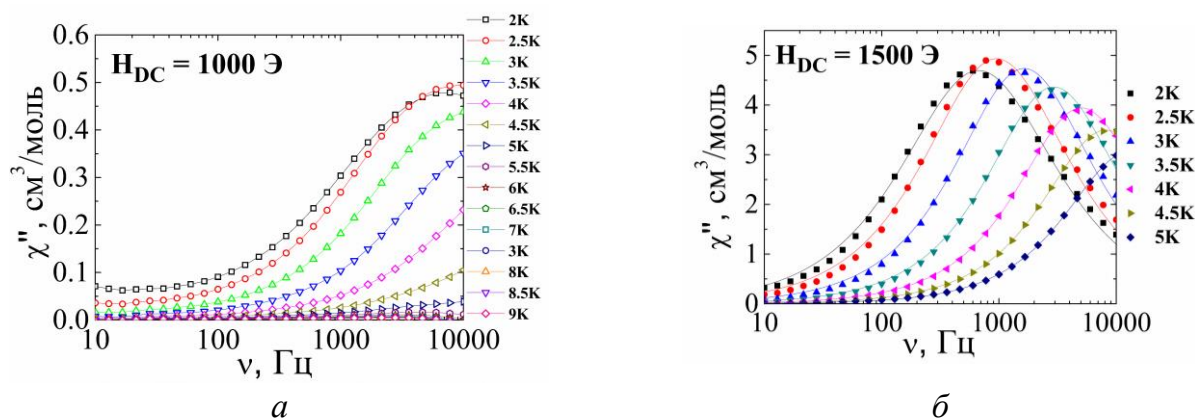 0.6
0.5
0.4
0.3
0.2
0.1
0.0
10
100
1000
10000
χ'', см³/моль
ν, Гц
H_DC = 1000 Э
2K
2.5K
3K
3.5K
4K
4.5K
5K
5.5K
6K
6.5K
7K
3K
8K
8.5K
9K
а
5
4
3
2
1
0
10
100
1000
10000
χ'', см³/моль
ν, Гц
H_DC = 1500 Э
2K
2.5K
3K
3.5K
4K
4.5K
5K
б